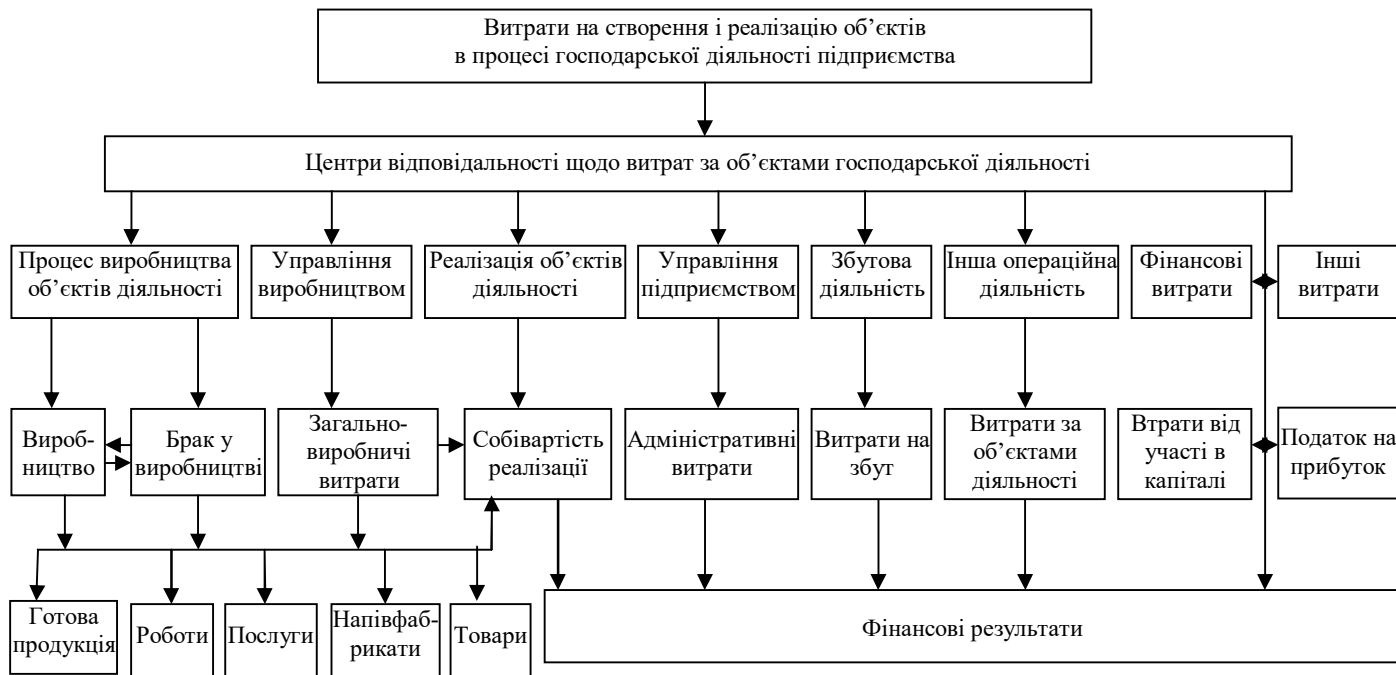 Витрати на створення і реалізацію об’єктів
в процесі господарської діяльності підприємства
Центри відповідальності щодо витрат за об’єктами господарської діяльності
Процес виробництва
об’єктів діяльності
Управління
виробництвом
Реалізація об’єктів
діяльності
Управління
підприємством
Збутова
діяльність
Інша операційна
діяльність
Фінансові
витрати
Інші
витрати
Вироб-
ництво
Брак у
виробництві
Загально-
виробничі
витрати
Собівартість
реалізації
Адміністративні
витрати
Витрати на
збут
Витрати за
об’єктами
діяльності
Втрати від
участі в
капіталі
Податок на
прибуток
Готова
продукція
Роботи
Послуги
Напівфаб-
рикати
Товари
Фінансові результати